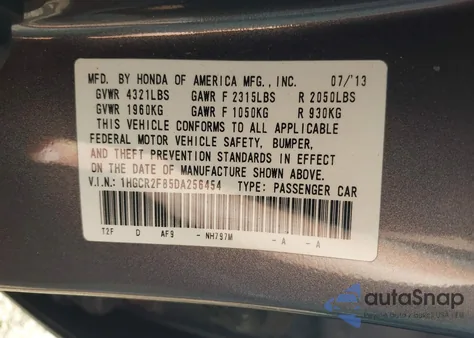 MFD. BY HONDA OF AMERICA MFG., INC. 07/'13
GVWR 4321LBS GAWR F 2315LBS R 2050LBS
GVWR 1960KG GAWR F 1050KG R 930KG
THIS VEHICLE CONFORMS TO ALL APPLICABLE
FEDERAL MOTOR VEHICLE SAFETY, BUMPER,
AND THEFT PREVENTION STANDARDS IN EFFECT
ON THE DATE OF MANUFACTURE SHOWN ABOVE.
V.I.N.: 1HGCR2F85DA256454 TYPE: PASSENGER CAR
T2F D AF9 - NH797M - A - A
autoSnap